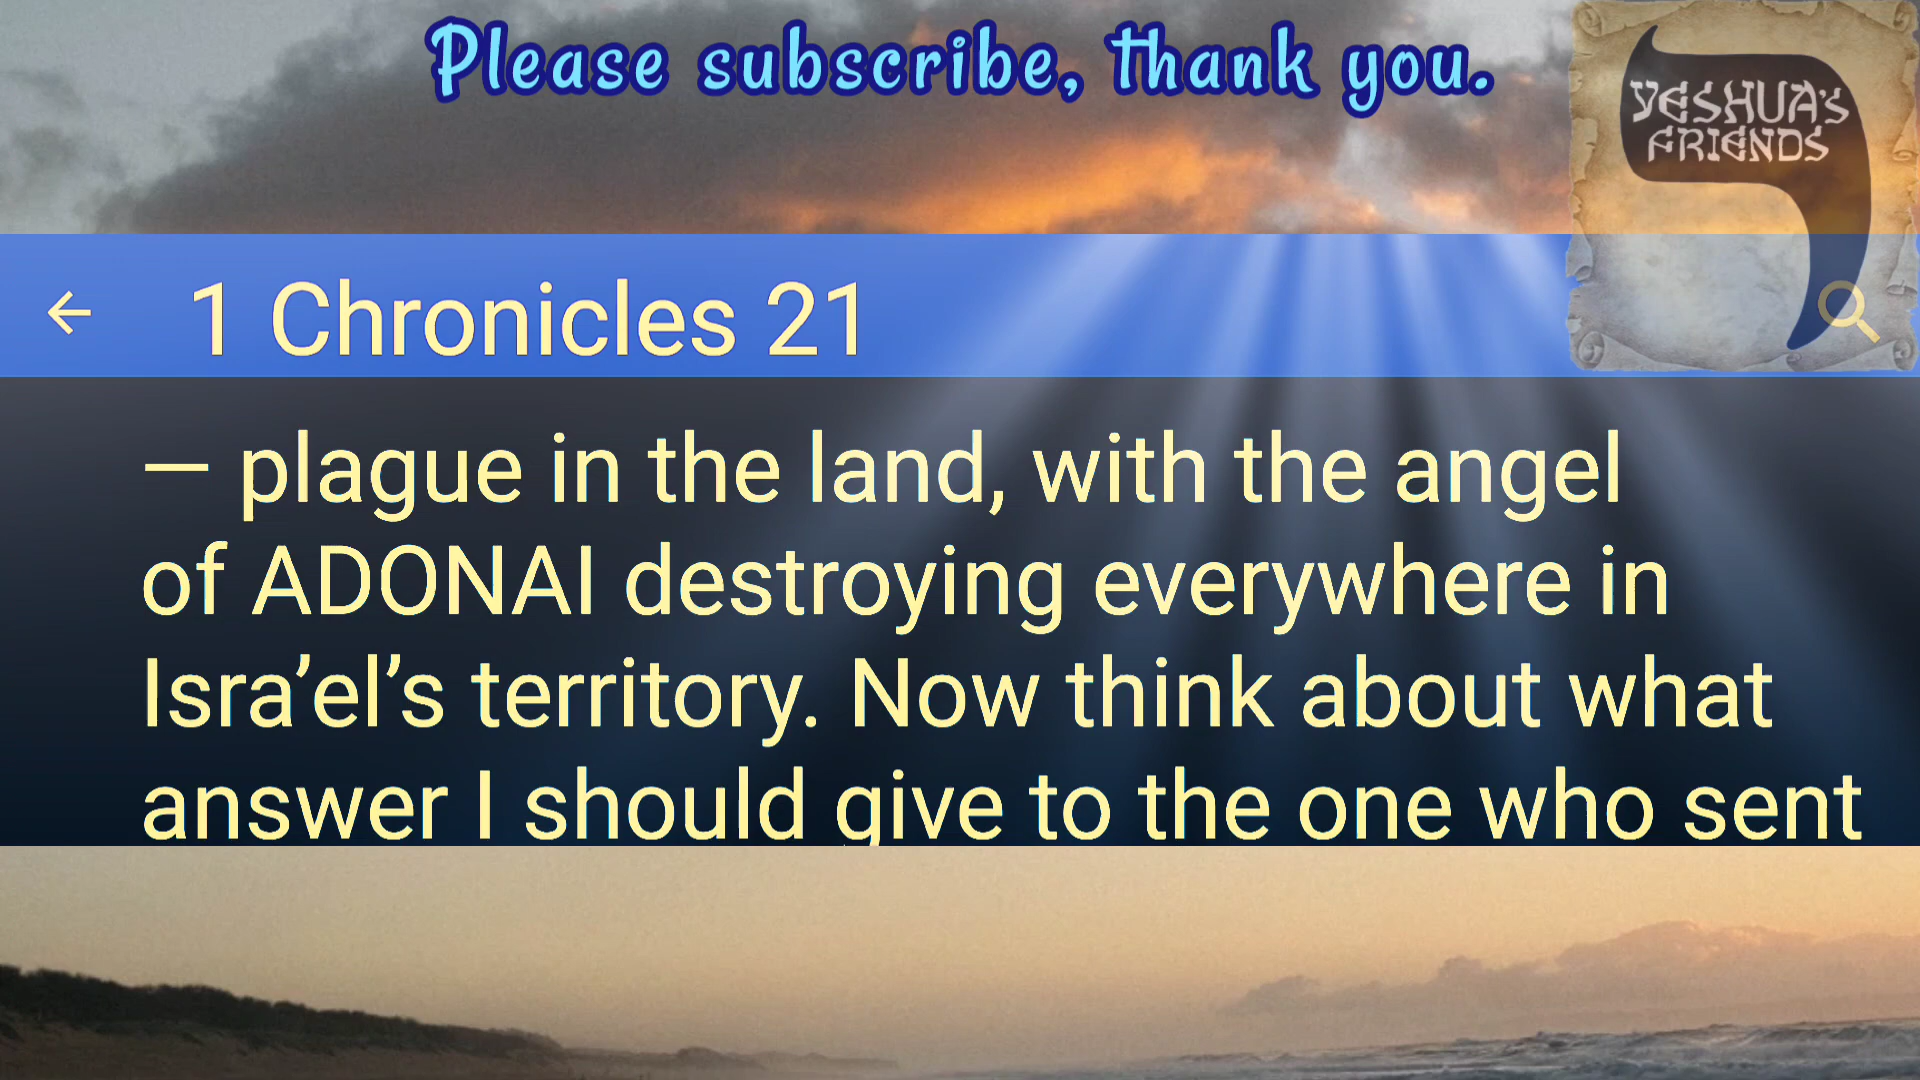 Please subscribe, thank you.
YESHUA'S
FRIENDS
← 1 Chronicles 21
— plague in the land, with the angel
of ADONAI destroying everywhere in
Isra’el’s territory. Now think about what
answer I should give to the one who sent